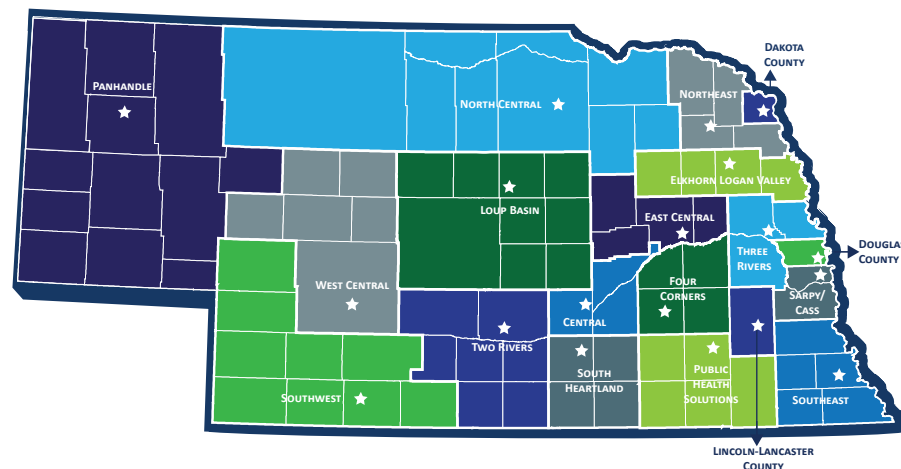 DAKOTA
COUNTY
PANHANDLE
NORTHEAST
NORTH CENTRAL
ELKHORN LOGAN VALLEY
LOUP BASIN
EAST CENTRAL
DOUGLA
COUNTY
THREE
RIVERS
WEST CENTRAL
FOUR
CORNERS
SARPY/
CASS
CENTRAL
TWO RIVERS
SOUTH
HEARTLAND
PUBLIC
HEALTH
SOLUTIONS
SOUTHWEST
SOUTHEAST
LINCOLN-LANCASTER
COUNTY